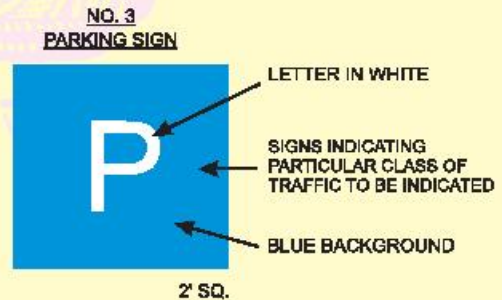 NO. 3
PARKING SIGN
P
LETTER IN WHITE
SIGNS INDICATING
PARTICULAR CLASS OF
TRAFFIC TO BE INDICATED
BLUE BACKGROUND
2' SQ.